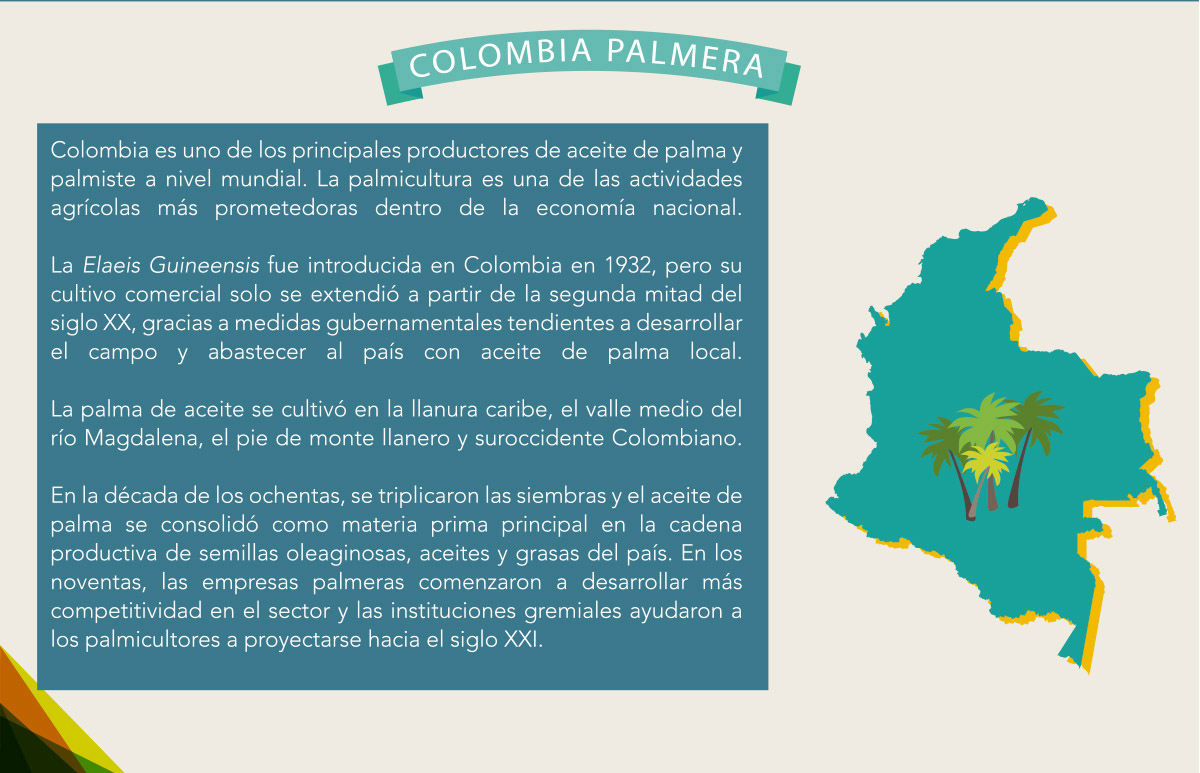 COLOMBIA PALMERA
Colombia es uno de los principales productores de aceite de palma y
palmiste a nivel mundial. La palmicultura es una de las actividades
agrícolas más prometedoras dentro de la economía nacional.
La Elaeis Guineensis fue introducida en Colombia en 1932, pero su
cultivo comercial solo se extendió a partir de la segunda mitad del
siglo XX, gracias a medidas gubernamentales tendientes a desarrollar
el campo y abastecer al país con aceite de palma local.
La palma de aceite se cultivó en la llanura caribe, el valle medio del
río Magdalena, el pie de monte llanero y suroccidente Colombiano.
En la década de los ochentas, se triplicaron las siembras y el aceite de
palma se consolidó como materia prima principal en la cadena
productiva de semillas oleaginosas, aceites y grasas del país. En los
noventas, las empresas palmeras comenzaron a desarrollar más
competitividad en el sector y las instituciones gremiales ayudaron a
los palmicultores a proyectarse hacia el siglo XXI.